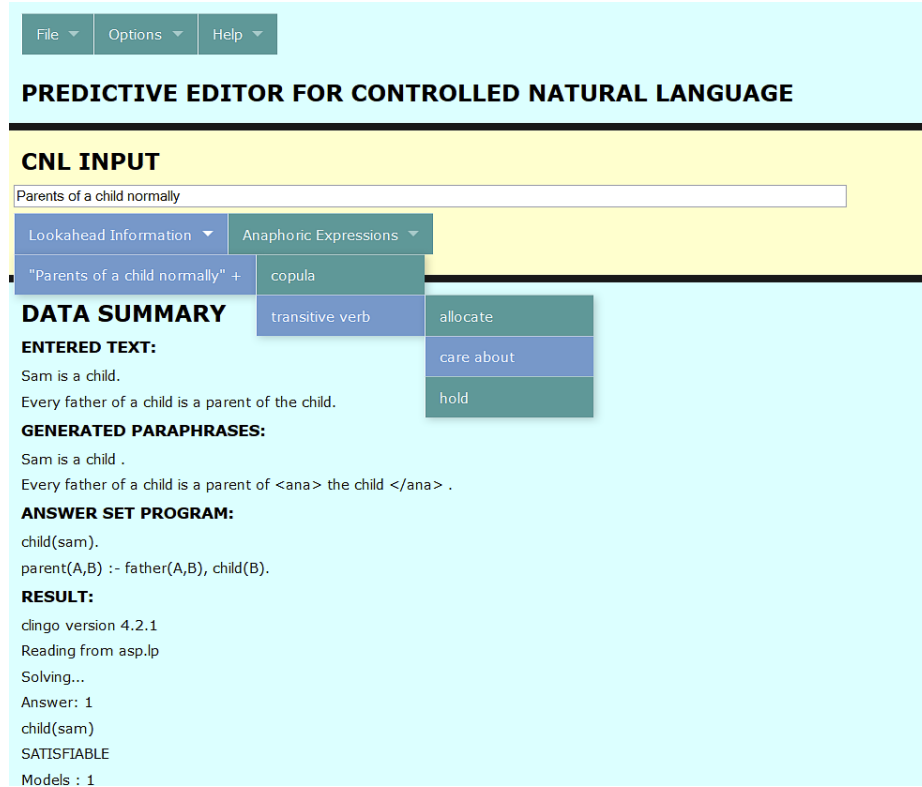 File Options Help
PREDICTIVE EDITOR FOR CONTROLLED NATURAL LANGUAGE
CNL INPUT
Parents of a child normally
Lookahead Information Anaphoric Expressions
"Parents of a child normally" + copula
transitive verb allocate
care about
hold
DATA SUMMARY
ENTERED TEXT:
Sam is a child.
Every father of a child is a parent of the child.
GENERATED PARAPHRASES:
Sam is a child .
Every father of a child is a parent of <ana> the child </ana> .
ANSWER SET PROGRAM:
child(sam).
parent(A,B) :- father(A,B), child(B).
RESULT:
clingo version 4.2.1
Reading from asp.lp
Solving...
Answer: 1
child(sam)
SATISFIABLE
Models : 1